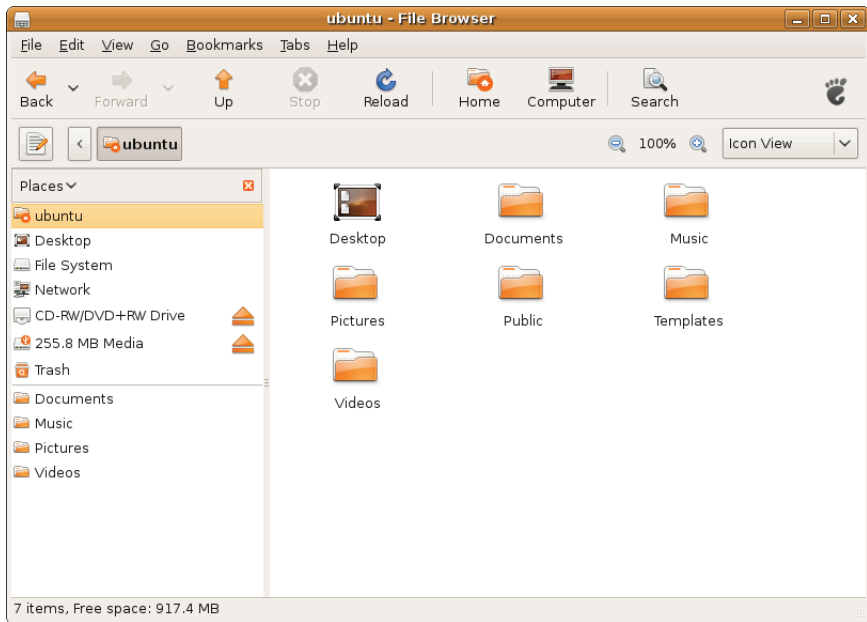 ubuntu - File Browser
File Edit View Go Bookmarks Tabs Help
Back Forward Up Stop Reload Home Computer Search
ubuntu 100% Icon View
Places
ubuntu
Desktop
File System
Network
CD-RW/DVD+RW Drive
255.8 MB Media
Trash
Documents
Music
Pictures
Videos
Desktop Documents Music
Pictures Public Templates
Videos
7 items, Free space: 917.4 MB